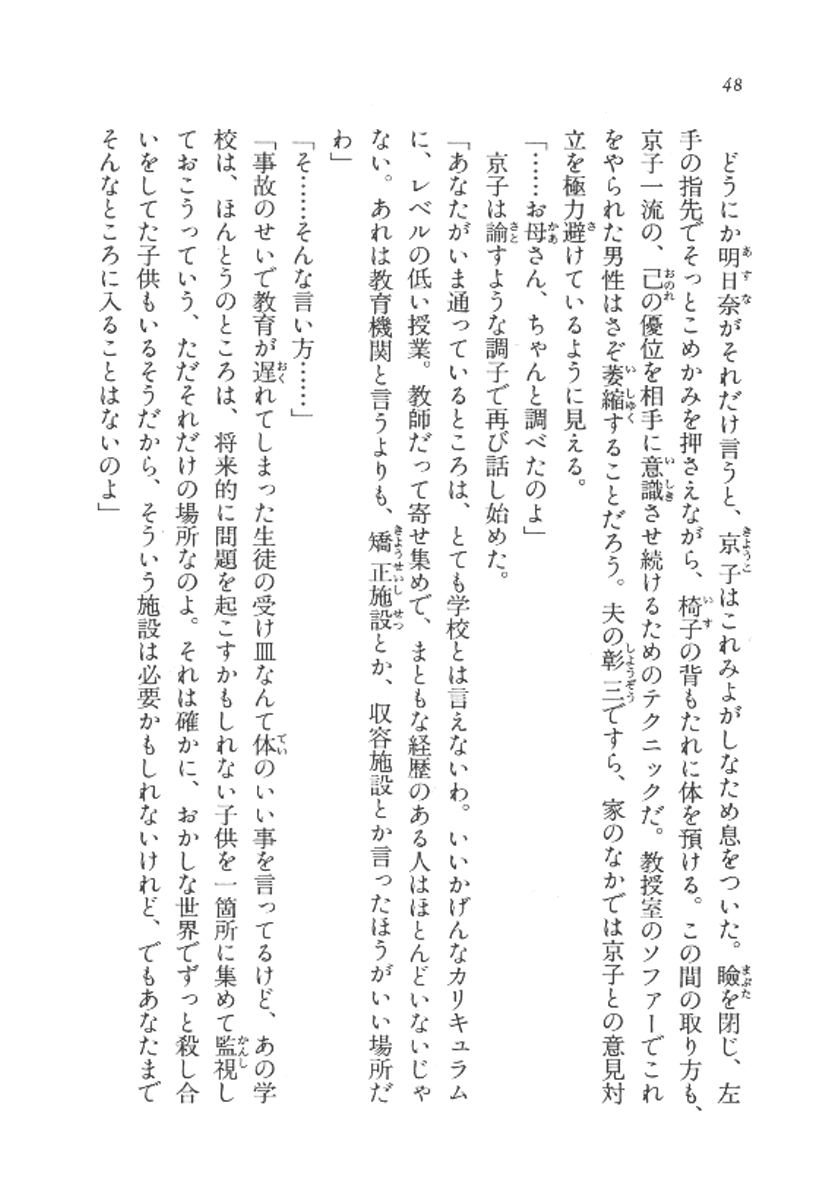 48
どうにか明日奈がそれだけ言うと、京子はこれみよがしなため息をついた。瞼を閉じ、左
手の指先でそっとこめかみを押さえながら、椅子の背もたれに体を預ける。この間の取り方も、
京子一流の、己の優位を相手に意識させ続けるためのテクニックだ。教授室のソファーでこれ
をやられた男性はさぞ萎縮することだろう。夫の彰三ですら、家のなかでは京子との意見対
立を極力避けているように見える。
「……お母さん、ちゃんと調べたのよ」
京子は諭すような調子で再び話し始めた。
「あなたがいま通っているところは、とても学校とは言えないわ。いいかげんなカリキュラム
に、レベルの低い授業。教師だって寄せ集めで、まともな経歴のある人はほとんどいないじゃ
ない。あれは教育機関と言うよりも、矯正施設とか、収容施設とか言ったほうがいい場所だ
わ」
「そ……そんな言い方……」
「事故のせいで教育が遅れてしまった生徒の受け皿なんて体のいい事を言ってるけど、あの学
校は、ほんとうのところは、将来的に問題を起こすかもしれない子供を一箇所に集めて監視し
ておこうっていう、ただそれだけの場所なのよ。それは確かに、おかしな世界でずっと殺し合
いをしてた子供もいるそうだから、そういう施設は必要かもしれないけれど、でもあなたまで
そんなところに入ることはないのよ」